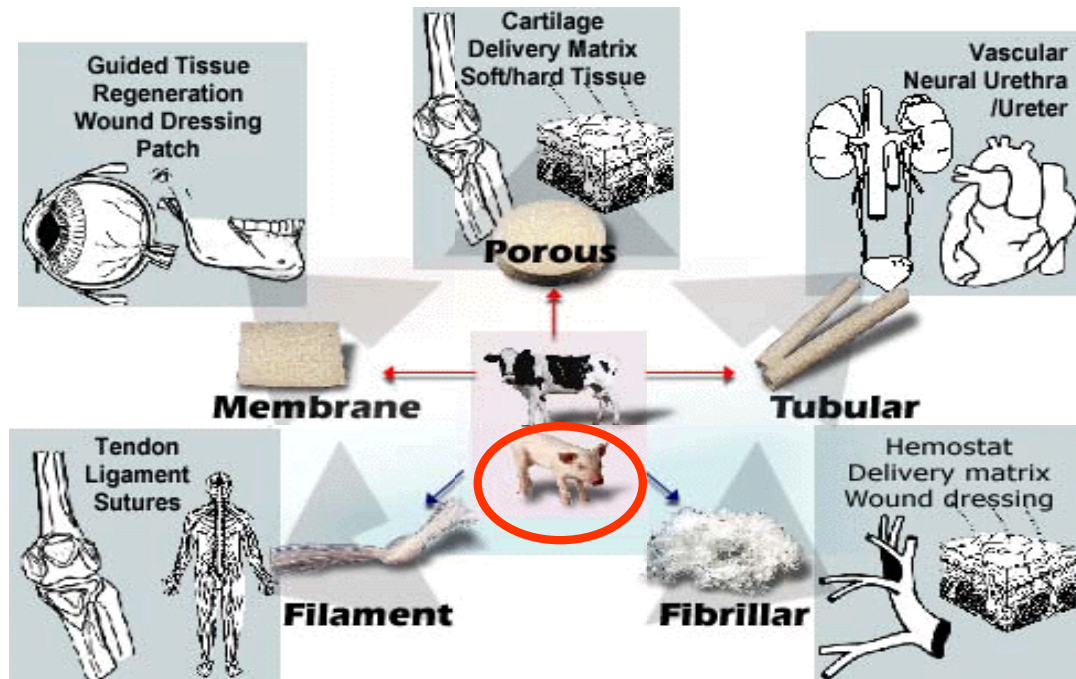 Guided Tissue
Regeneration
Wound Dressing
Patch
Cartilage
Delivery Matrix
Soft/hard Tissue
Vascular
Neural Urethra
/Ureter
Porous
Membrane
Tubular
Tendon
Ligament
Sutures
Filament
Fibrillar
Hemostat
Delivery matrix
Wound dressing